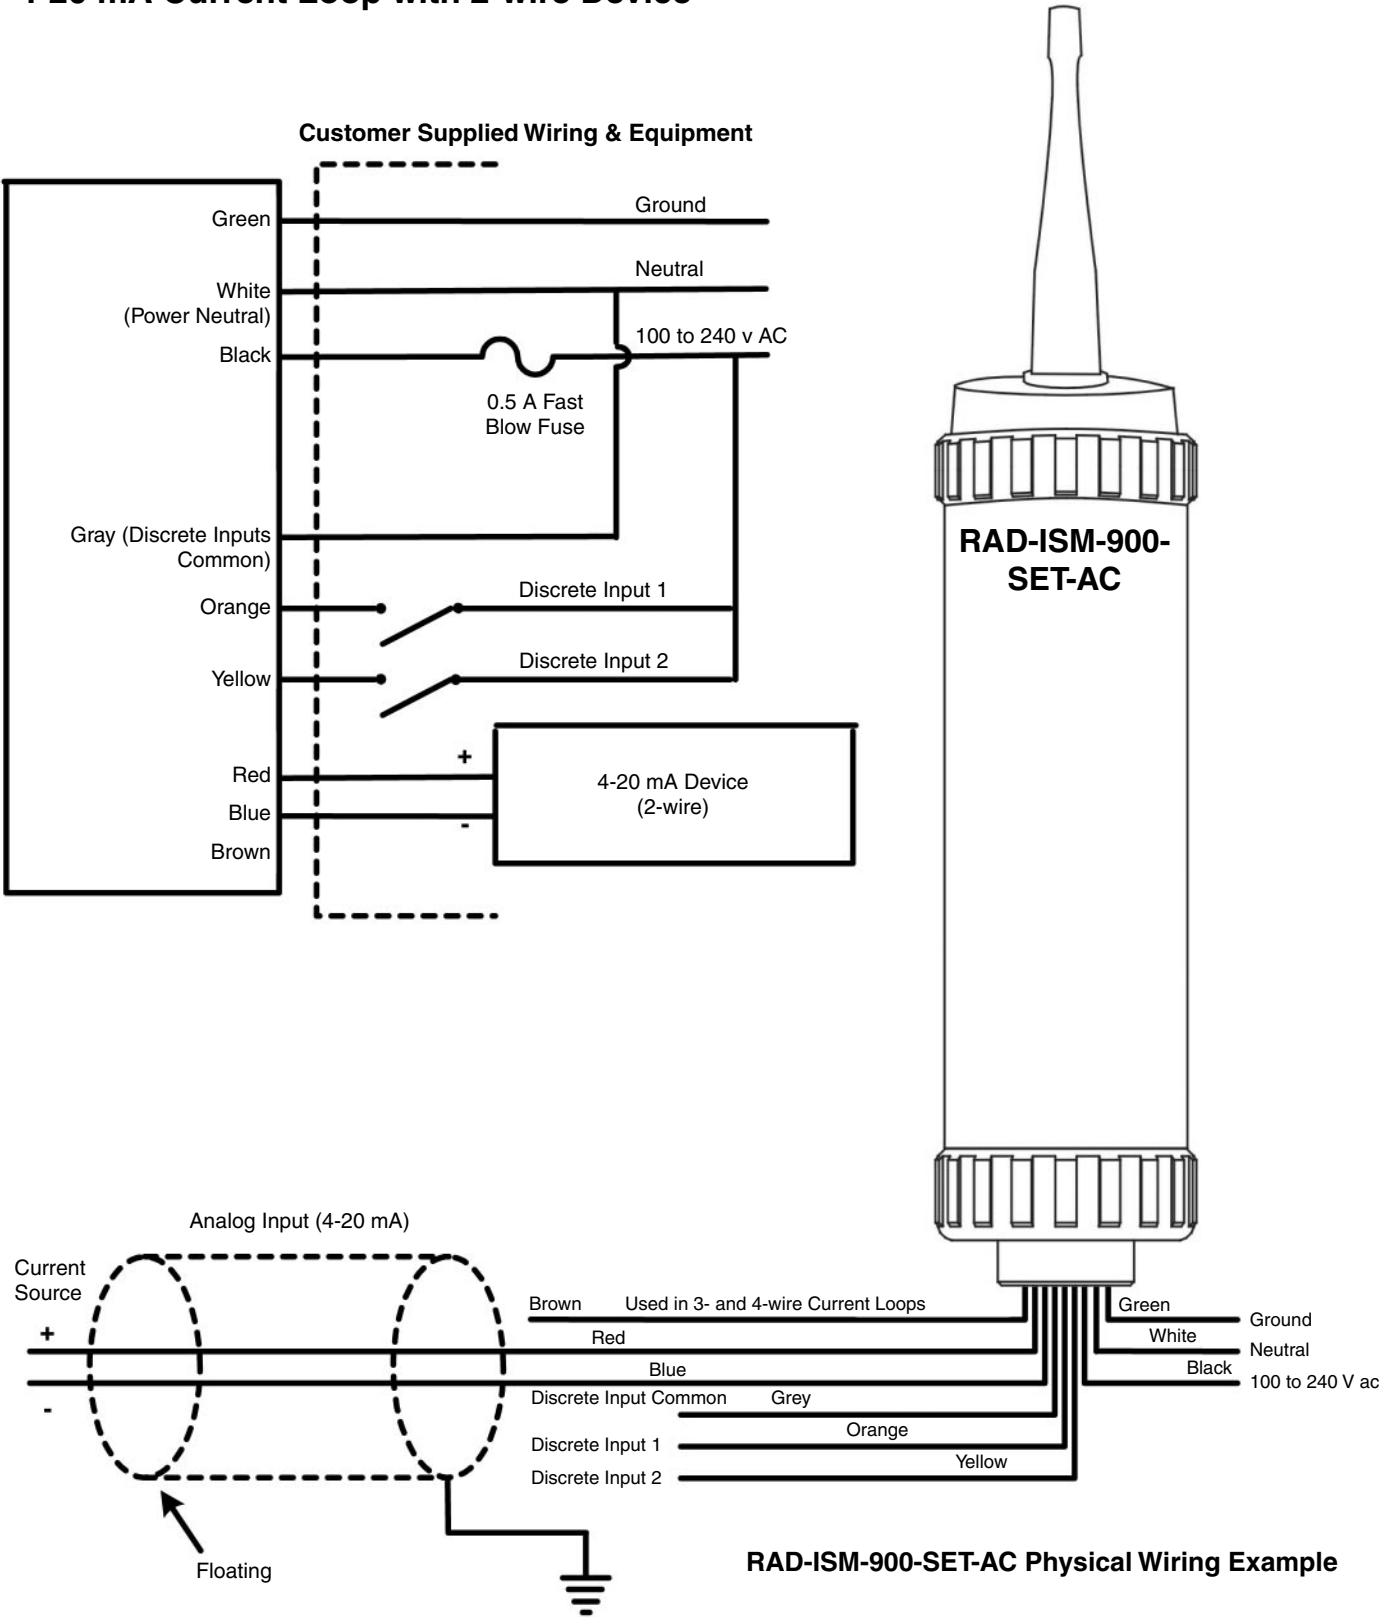 Current Loop with 2-wire Device
Customer Supplied Wiring & Equipment
Green
Ground
White
(Power Neutral)
Neutral
Black
100 to 240 v AC
0.5 A Fast
Blow Fuse
Gray (Discrete Inputs
Common)
Orange
Discrete Input 1
Yellow
Discrete Input 2
Red
+
Blue
-
Brown
4-20 mA Device
(2-wire)
RAD-ISM-900-
SET-AC
Analog Input (4-20 mA)
Current
Source
+
-
Floating
Brown
Used in 3- and 4-wire Current Loops
Red
Blue
Discrete Input Common
Grey
Discrete Input 1
Orange
Discrete Input 2
Yellow
Green
Ground
White
Neutral
Black
100 to 240 V ac
RAD-ISM-900-SET-AC Physical Wiring Example